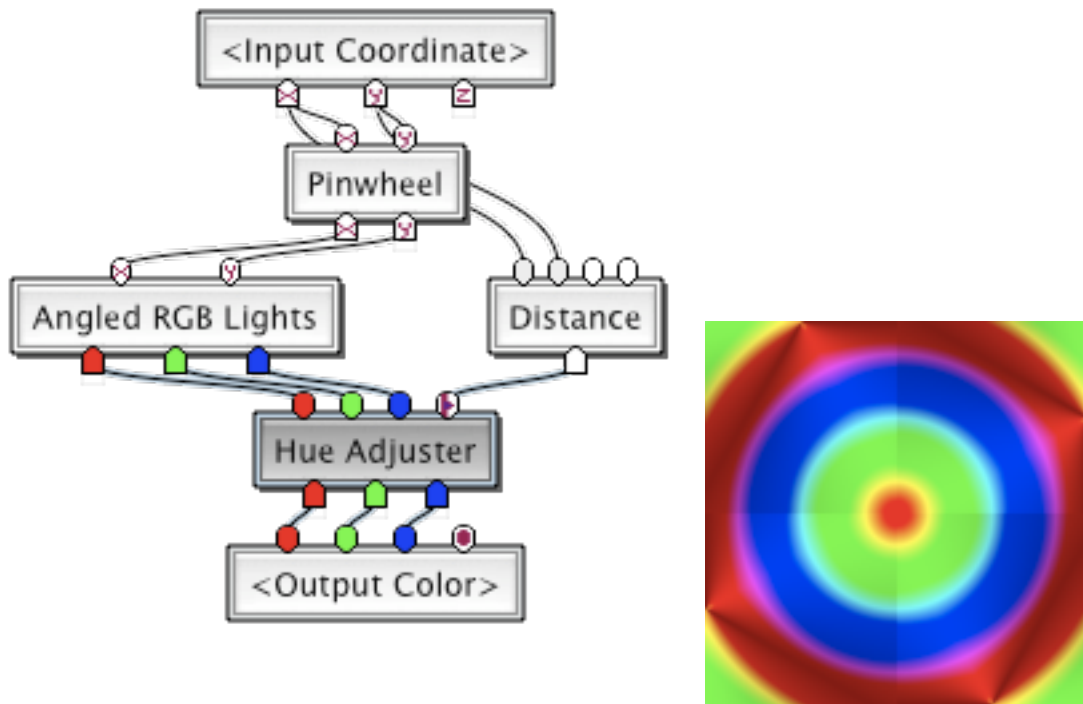 <Input Coordinate>
X Y Z
X Y
Pinwheel
X Y
X Y
Angled RGB Lights
Distance
Hue Adjuster
<Output Color>